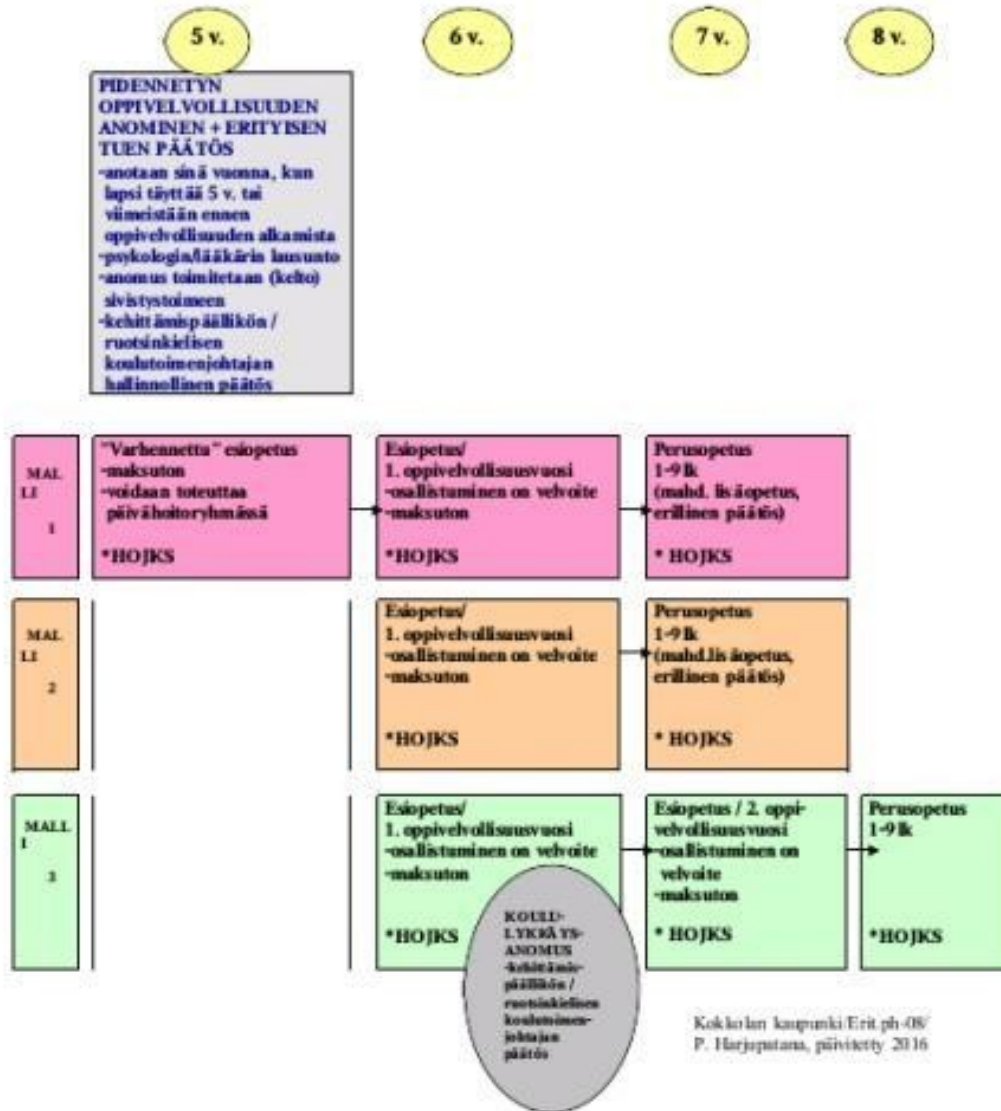 5 v.
6 v.
7 v.
8 v.
PIDENNETYN
OPPIVELVOLLISUUDEN
ANOMINEN + ERITYISEN
TUEN PÄÄTÖS
-anotaan sinä vuonna, kun
lapsi täyttää 5 v. tai
viimeistään ennen
oppivelvollisuuden alkamista
-psykologin/lääkärin lausunto
-anomus toimitetaan (kelto)
sivistystoimeen
-kehittämispäällikön /
ruotsinkielisen
koulutoimenjohtajan
hallinnollinen päätös
MAL
LI
1
"Varhennettu" esiopetus
-maksuton
-voidaan toteuttaa
päivähoitoryhmässä
*HOJKS
Esiopetus/
1. oppivelvollisuusvuosi
-osallistuminen on velvoite
-maksuton
*HOJKS
Perusopetus
1-9 lk
(mahd. lisäopetus,
erillinen päätös)
* HOJKS
MAL
LI
2
Esiopetus/
1. oppivelvollisuusvuosi
-osallistuminen on velvoite
-maksuton
*HOJKS
Perusopetus
1-9 lk
(mahd.lisäopetus,
erillinen päätös)
* HOJKS
MALL
I
3
Esiopetus/
1. oppivelvollisuusvuosi
-osallistuminen on velvoite
-maksuton
*HOJKS
Esiopetus / 2. oppi-
velvollisuusvuosi
-osallistuminen on
velvoite
-maksuton
* HOJKS
Perusopetus
1-9 lk
*HOJKS
KOULU-
LYKKÄYS-
ANOMUS
-kehittämis-
päällikön /
ruotsinkielisen
koulutoimen-
johtajan
päätös
Kokkolan kaupunki/Erit.ph-08/
P. Harjupatana, päivitetty 2016